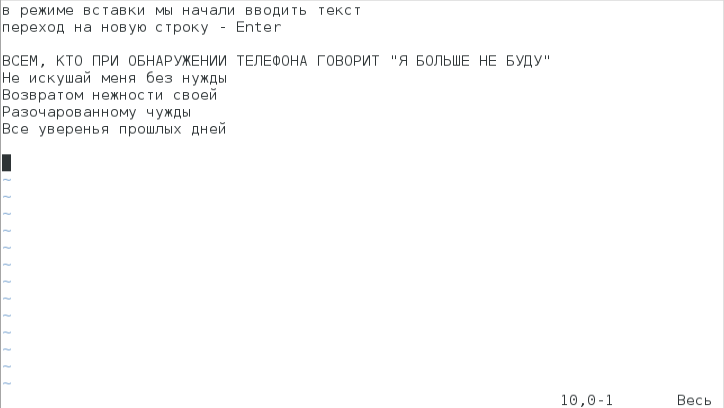 в режиме вставки мы начали вводить текст
переход на новую строку - Enter

ВСЕМ, КТО ПРИ ОБНАРУЖЕНИИ ТЕЛЕФОНА ГОВОРИТ "Я БОЛЬШЕ НЕ БУДУ"
Не искушай меня без нужды
Возвратом нежности своей
Разочарованному чужды
Все уверенья прошлых дней

~
~
~
~
~
~
~
~
~
~
~
~
~
10,0-1 Весь